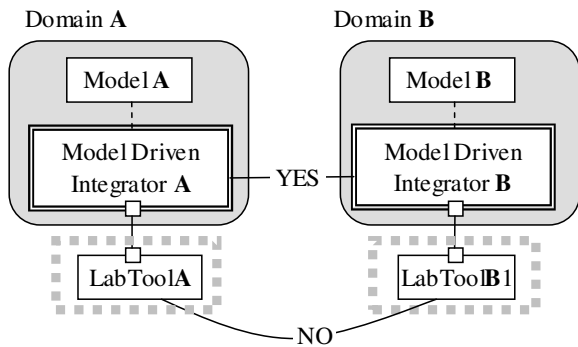 Domain A
Domain B
Model A
Model B
Model Driven
Integrator A
YES
Model Driven
Integrator B
LabToolA
LabToolB1
NO